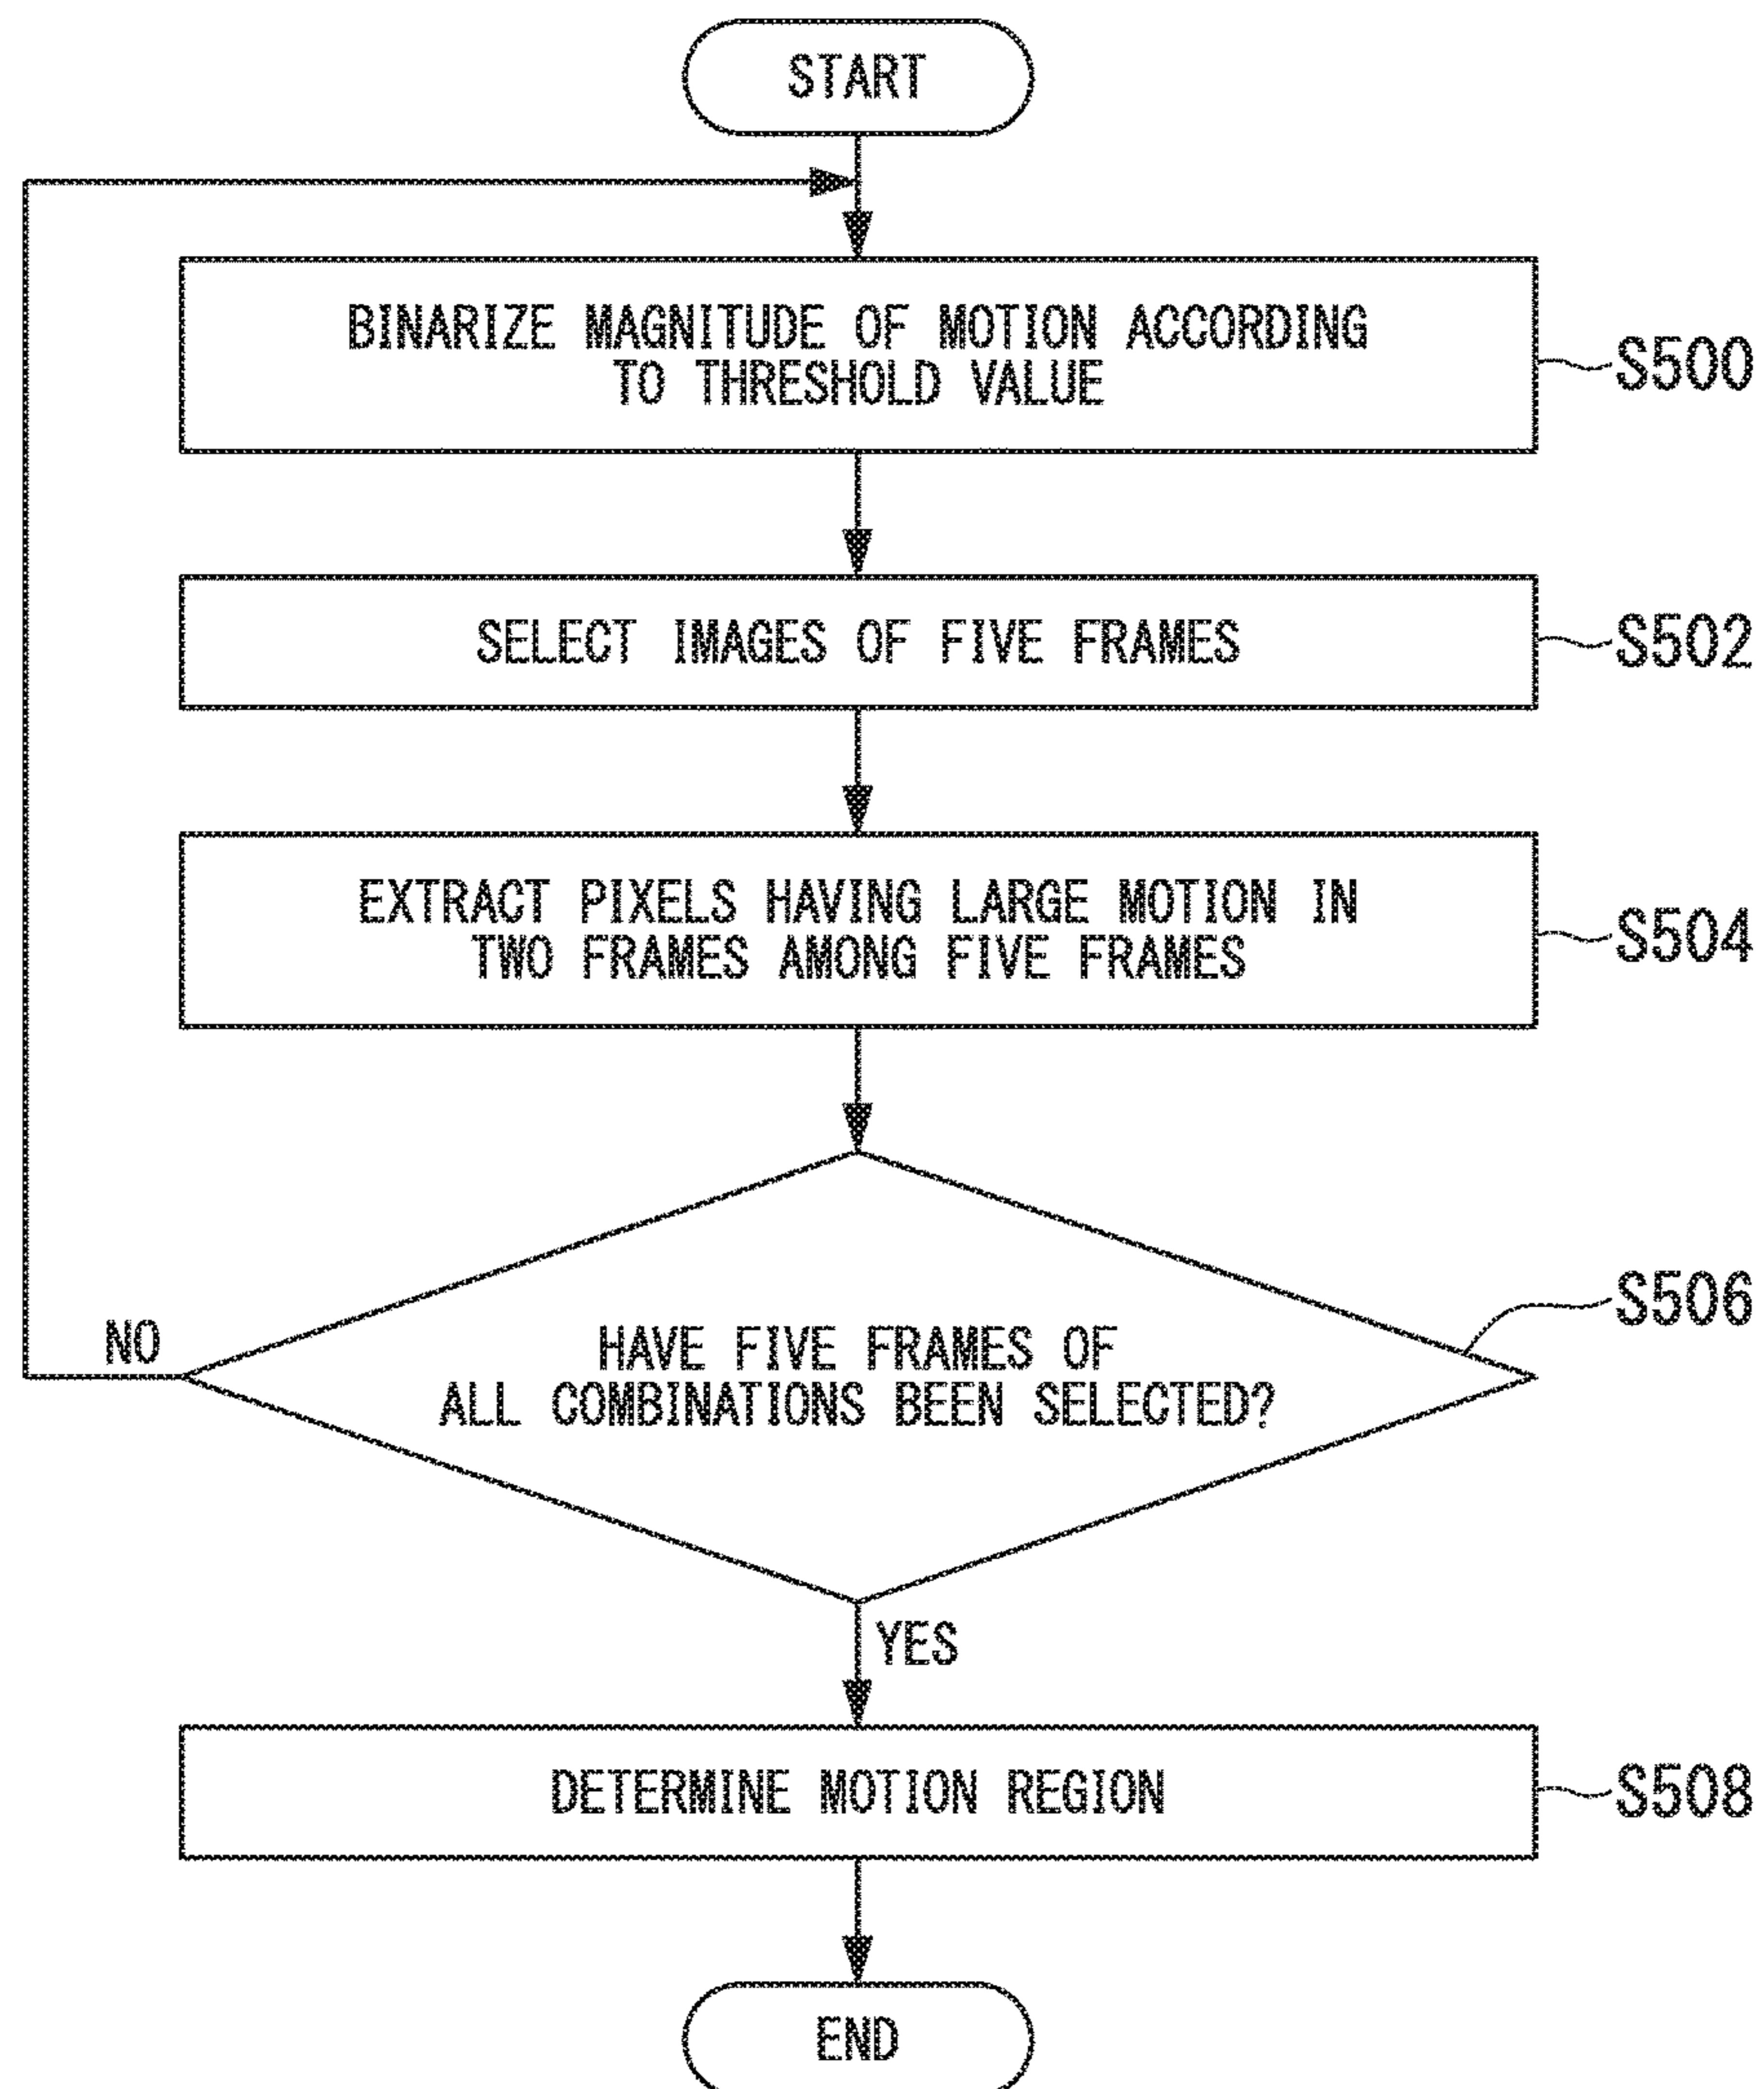 START
BINARIZE MAGNITUDE OF MOTION ACCORDING
TO THRESHOLD VALUE
S500
SELECT IMAGES OF FIVE FRAMES
S502
EXTRACT PIXELS HAVING LARGE MOTION IN
TWO FRAMES AMONG FIVE FRAMES
S504
S506
NO
HAVE FIVE FRAMES OF
ALL COMBINATIONS BEEN SELECTED?
YES
DETERMINE MOTION REGION
S508
END